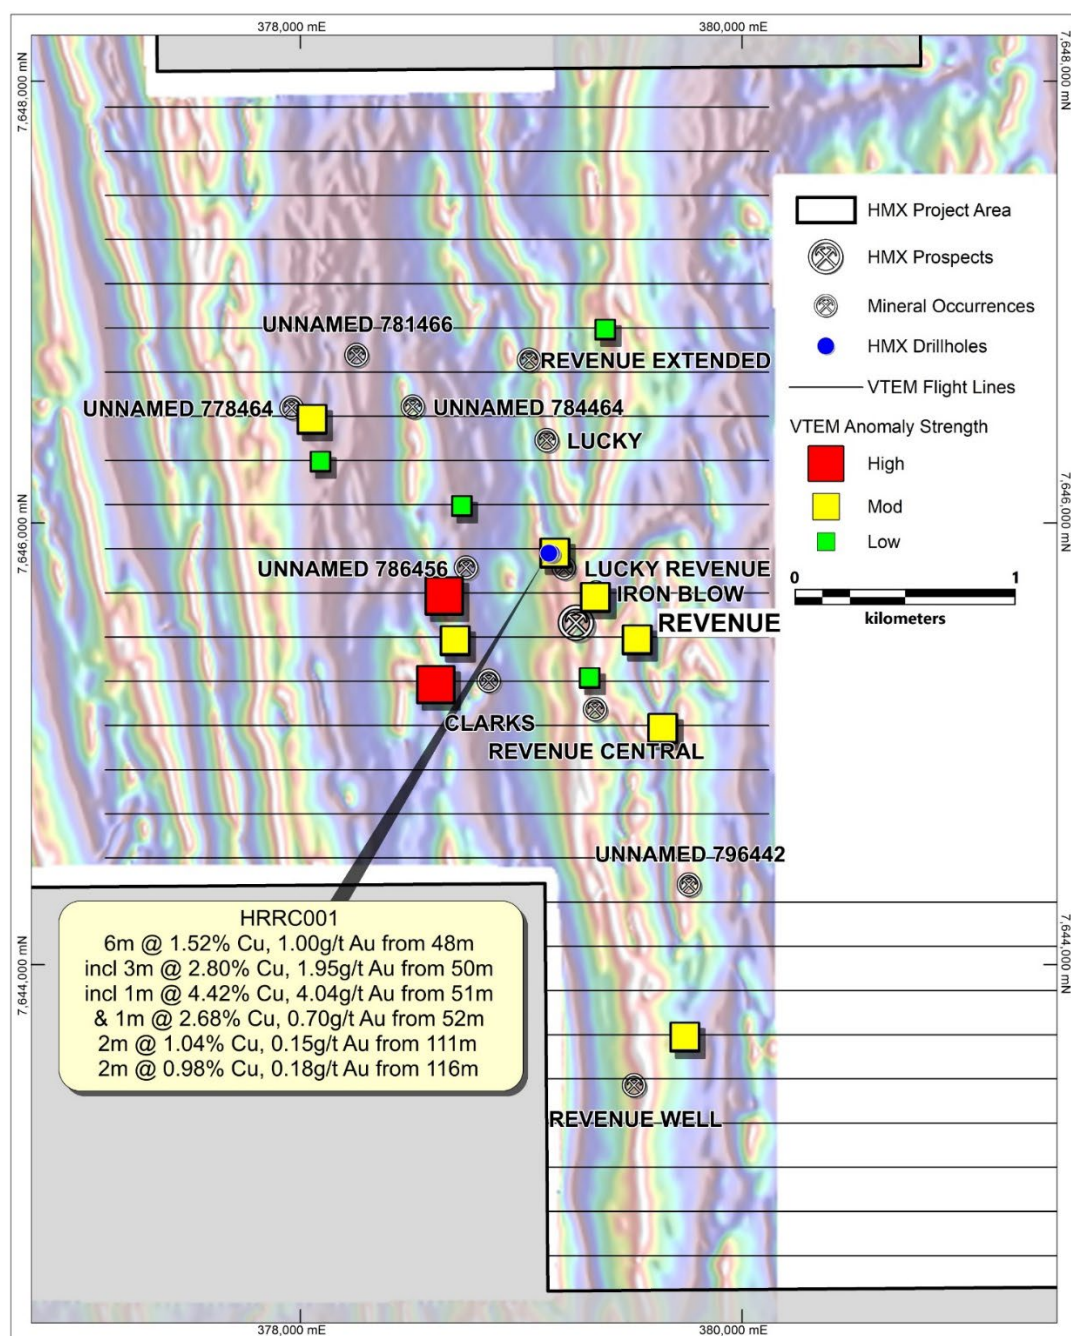 378,000 mE
380,000 mE
7,648,000 mN
7,648,000 mN
HMX Project Area
HMX Prospects
Mineral Occurrences
HMX Drillholes
VTEM Flight Lines
VTEM Anomaly Strength
High
Mod
Low
0 1
kilometers
UNNAMED 781466
REVENUE EXTENDED
UNNAMED 778464
UNNAMED 784464
LUCKY
7,646,000 mN
7,646,000 mN
UNNAMED 786456
LUCKY REVENUE
IRON BLOW
REVENUE
CLARKS
REVENUE CENTRAL
UNNAMED 796442
HRRC001
6m @ 1.52% Cu, 1.00g/t Au from 48m
incl 3m @ 2.80% Cu, 1.95g/t Au from 50m
incl 1m @ 4.42% Cu, 4.04g/t Au from 51m
& 1m @ 2.68% Cu, 0.70g/t Au from 52m
2m @ 1.04% Cu, 0.15g/t Au from 111m
2m @ 0.98% Cu, 0.18g/t Au from 116m
7,644,000 mN
7,644,000 mN
REVENUE WELL
378,000 mE
380,000 mE